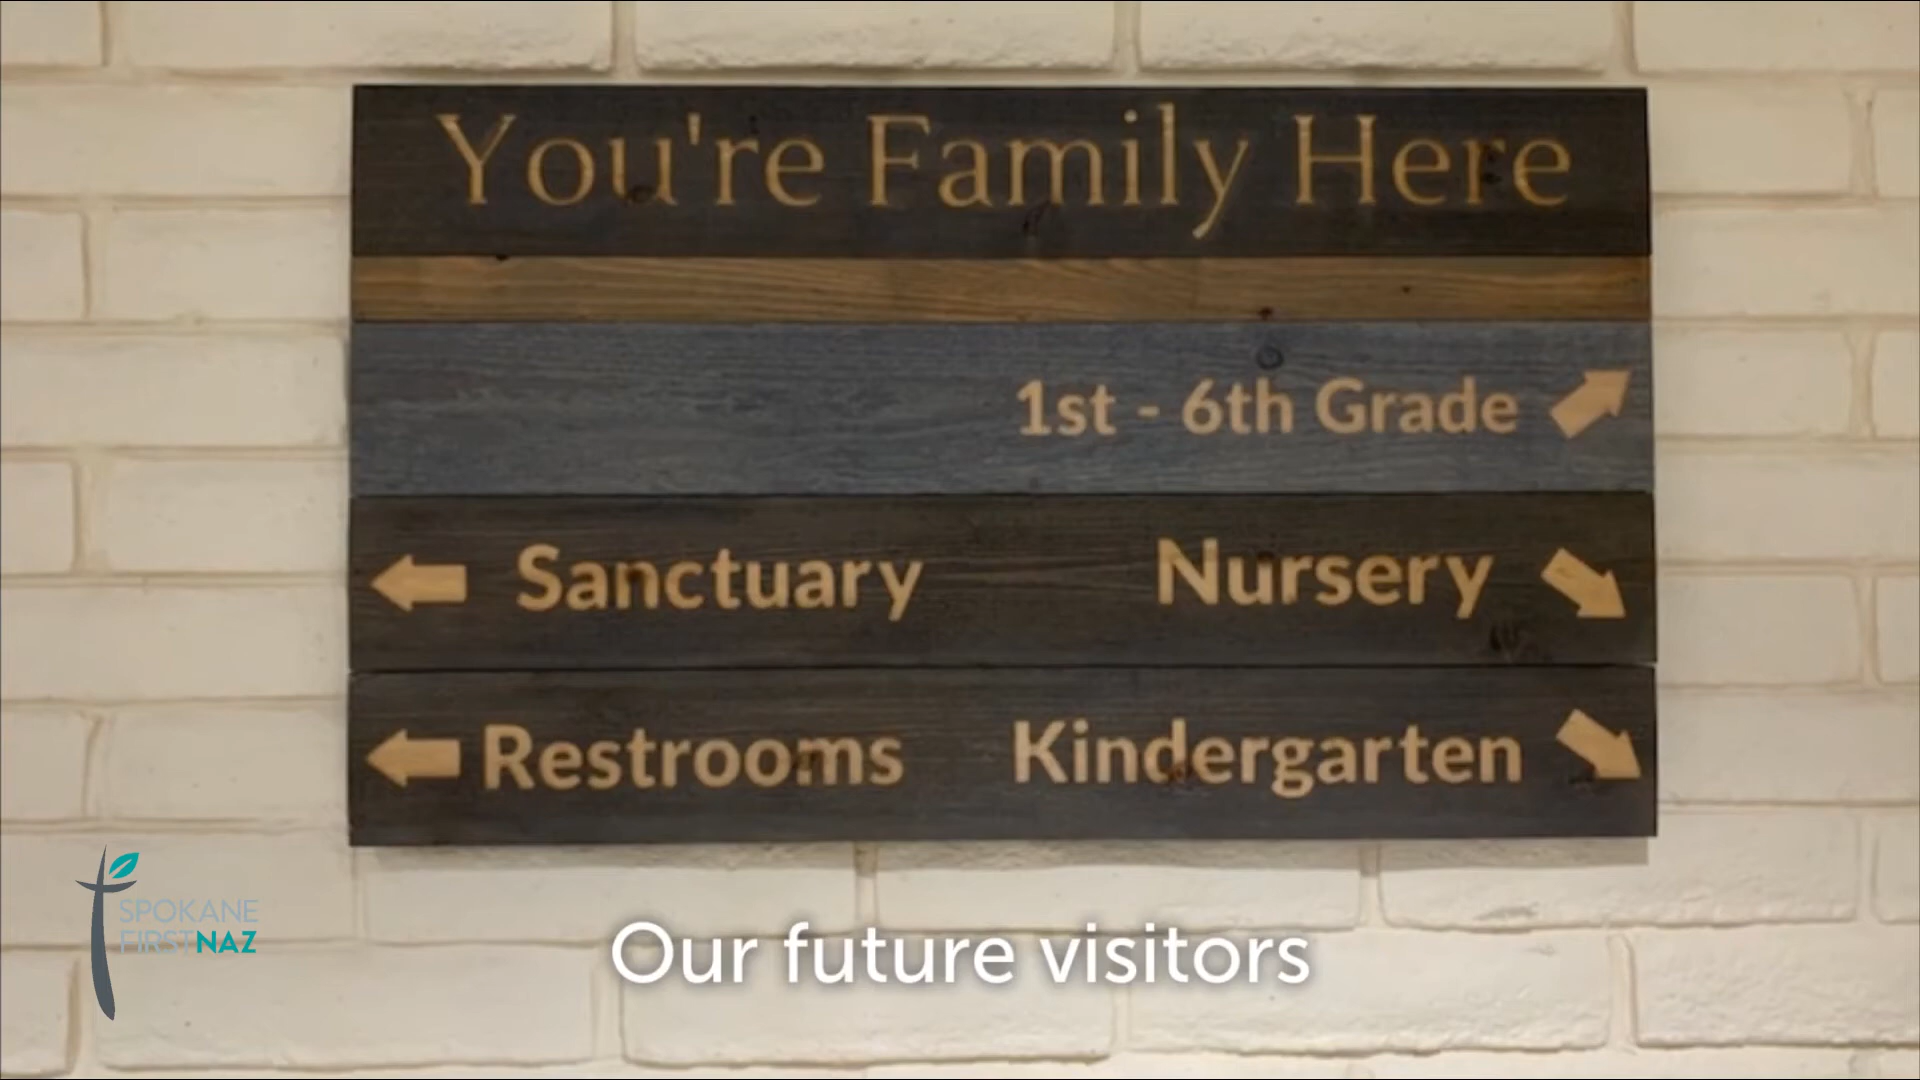 You're Family Here
1st - 6th Grade
Sanctuary
Nursery
Restrooms
Kindergarten
SPOKANE
FIRSTNAZ
Our future visitors